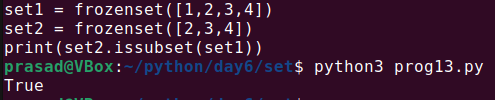 set1 = frozenset([1,2,3,4])
set2 = frozenset([2,3,4])
print(set2.issubset(set1))
prasad@VBox:~/python/day6/set$ python3 prog13.py
True